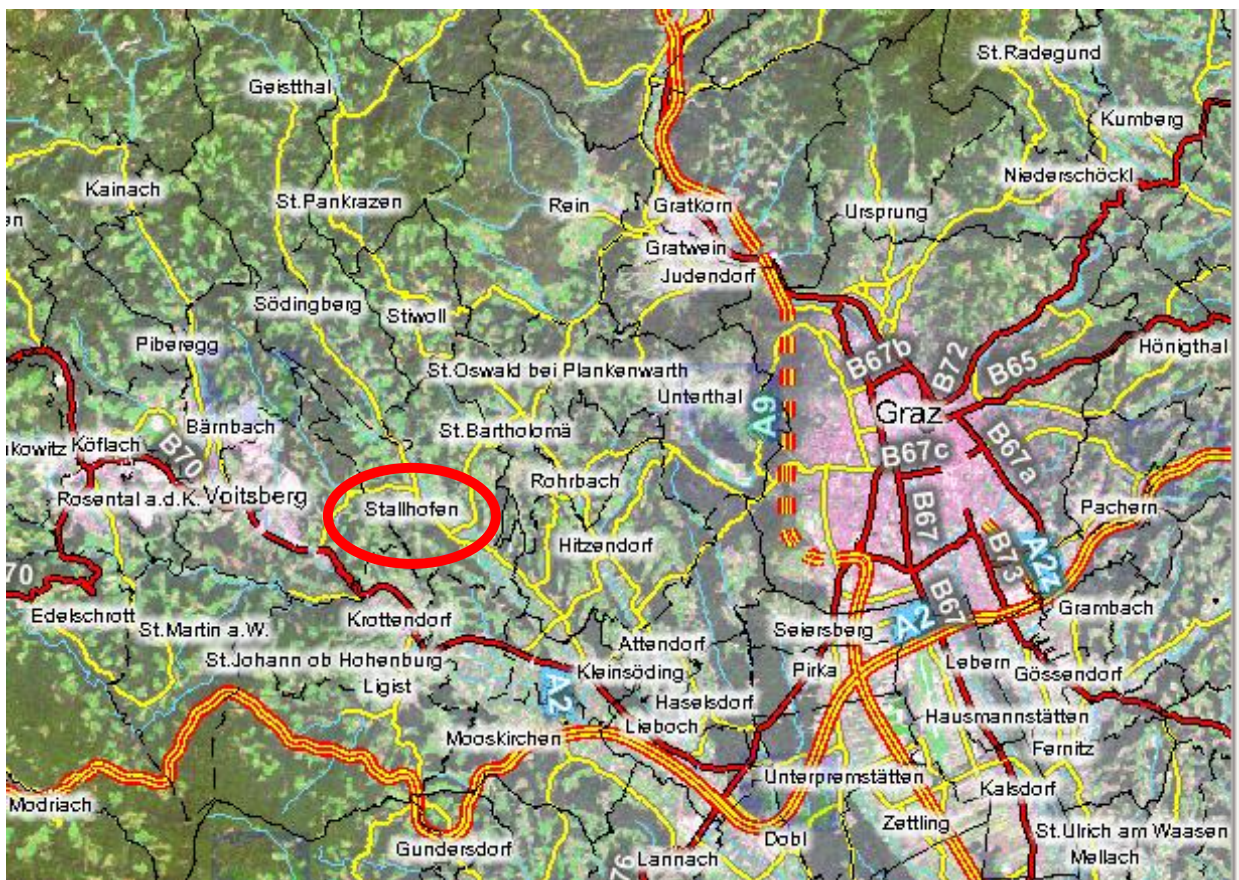 St.Radegund
Geistthal
Kumberg
Niederschöckl
Kainach
St.Pankrazen
Rein
Gratkorn
Ursprung
en
Gratwein
Judendorf
Södingberg
Stiwoll
Piberegg
B67b
B72
B65
Hönigthal
St.Oswald bei Plankenwarth
Unterthal
A9
Graz
Bärnbach
St.Bartholomä
nkowitz
Köflach
B70
B67c
B67a
Rohrbach
Rosental a.d.K.
Voitsberg
Stallhofen
B67
Pachern
Hitzendorf
B73
A2z
70
Edelschrott
Krottendorf
Grambach
St.Martin a.W.
Attendorf
Seiersberg
A2
B67
St.Johann ob Hohenburg
Kleinsöding
Pirka
Lebern
Gössendorf
Ligist
A2
Haselsdorf
Lieboch
Hausmannstätten
Mooskirchen
Fernitz
Unterpremstätten
Kalsdorf
Modriach
Zettling
Dobl
St.Ulrich am Waasen
Gundersdorf
Lannach
76
Mellach